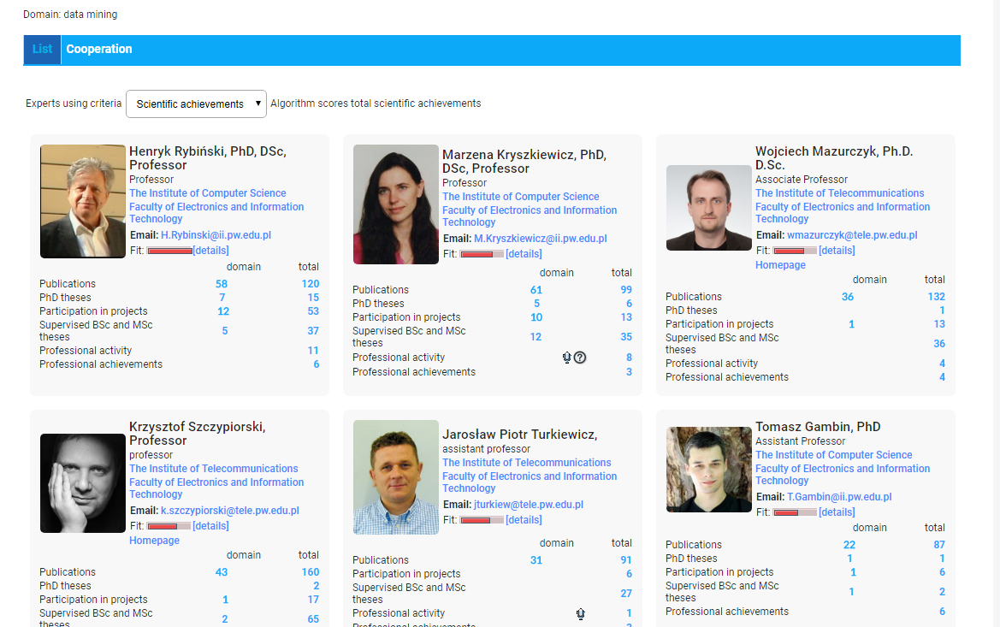 Domain: data mining
List Cooperation
Experts using criteria Scientific achievements Algorithm scores total scientific achievements
Henryk Rybiński, PhD, DSc,
Professor
Professor
The Institute of Computer Science
Faculty of Electronics and Information
Technology
Email: H.Rybinski@ii.pw.edu.pl
Fit: [details]
domain total
Publications 58 120
PhD theses 7 15
Participation in projects 12 53
Supervised BSc and MSc
theses 5 37
Professional activity 11
Professional achievements 6
Marzena Kryszkiewicz, PhD,
DSc, Professor
Professor
The Institute of Computer Science
Faculty of Electronics and Information
Technology
Email: M.Kryszkiewicz@ii.pw.edu.pl
Fit: [details]
domain total
Publications 61 99
PhD theses 5 6
Participation in projects 10 13
Supervised BSc and MSc
theses 12 35
Professional activity ? 8
Professional achievements 3
Wojciech Mazurczyk, Ph.D.
D.Sc.
Associate Professor
The Institute of Telecommunications
Faculty of Electronics and Information
Technology
Email: wmazurczyk@tele.pw.edu.pl
Fit: [details]
Homepage
domain total
Publications 36 132
PhD theses 1
Participation in projects 1 13
Supervised BSc and MSc
theses 36
Professional activity 4
Professional achievements 4
Krzysztof Szczypiorski,
Professor
professor
The Institute of Telecommunications
Faculty of Electronics and Information
Technology
Email: k.szczypiorski@tele.pw.edu.pl
Fit: [details]
Homepage
domain total
Publications 43 160
PhD theses 2
Participation in projects 1 17
Supervised BSc and MSc
theses 2 65
Jarosław Piotr Turkiewicz,
assistant professor
The Institute of Telecommunications
Faculty of Electronics and Information
Technology
Email: jturkiew@tele.pw.edu.pl
Fit: [details]
domain total
Publications 31 91
Participation in projects 6
Supervised BSc and MSc
theses 27
Professional activity 1
Professional achievements
Tomasz Gambin, PhD
Assistant Professor
The Institute of Computer Science
Faculty of Electronics and Information
Technology
Email: T.Gambin@ii.pw.edu.pl
Fit: [details]
domain total
Publications 22 87
PhD theses 1 1
Participation in projects 1 6
Supervised BSc and MSc
theses 1 2
Professional achievements 6